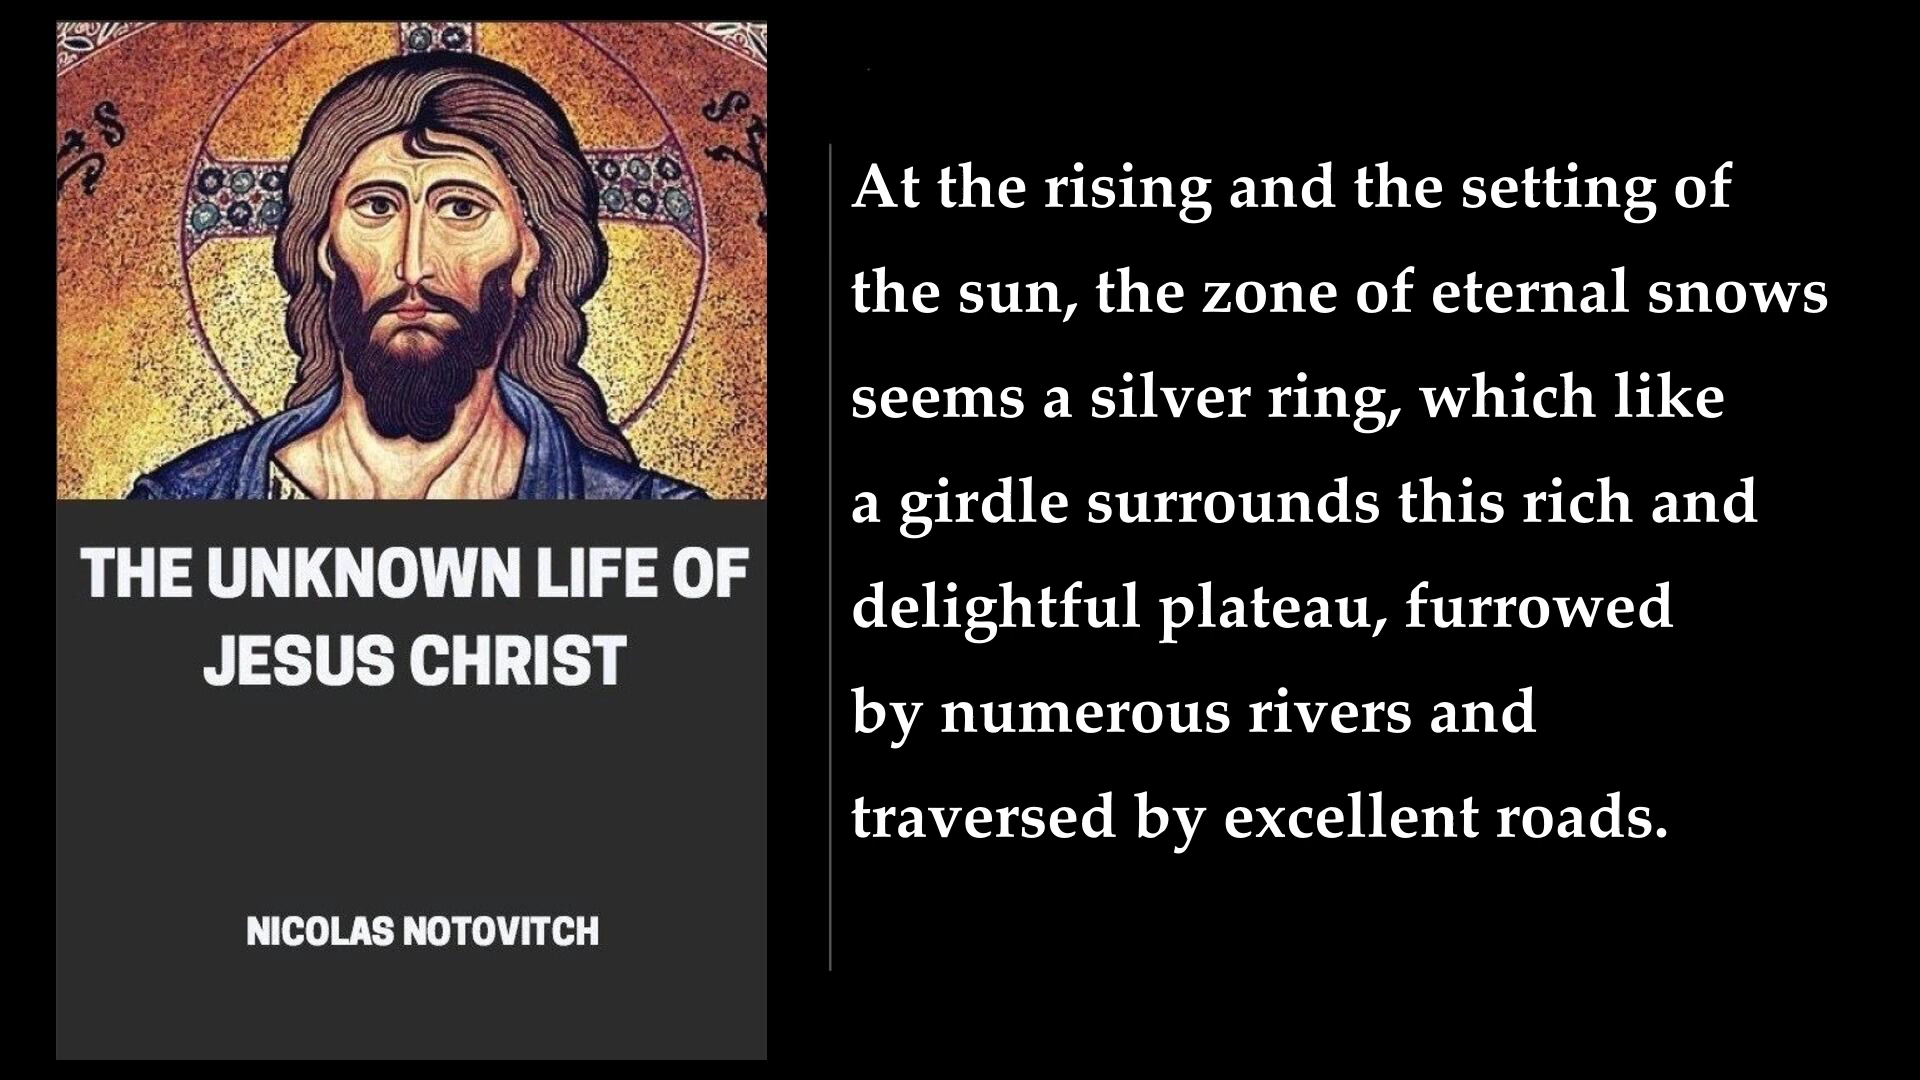 THE UNKNOWN LIFE OF
JESUS CHRIST
NICOLAS NOTOVITCH
At the rising and the setting of
the sun, the zone of eternal snows
seems a silver ring, which like
a girdle surrounds this rich and
delightful plateau, furrowed
by numerous rivers and
traversed by excellent roads.